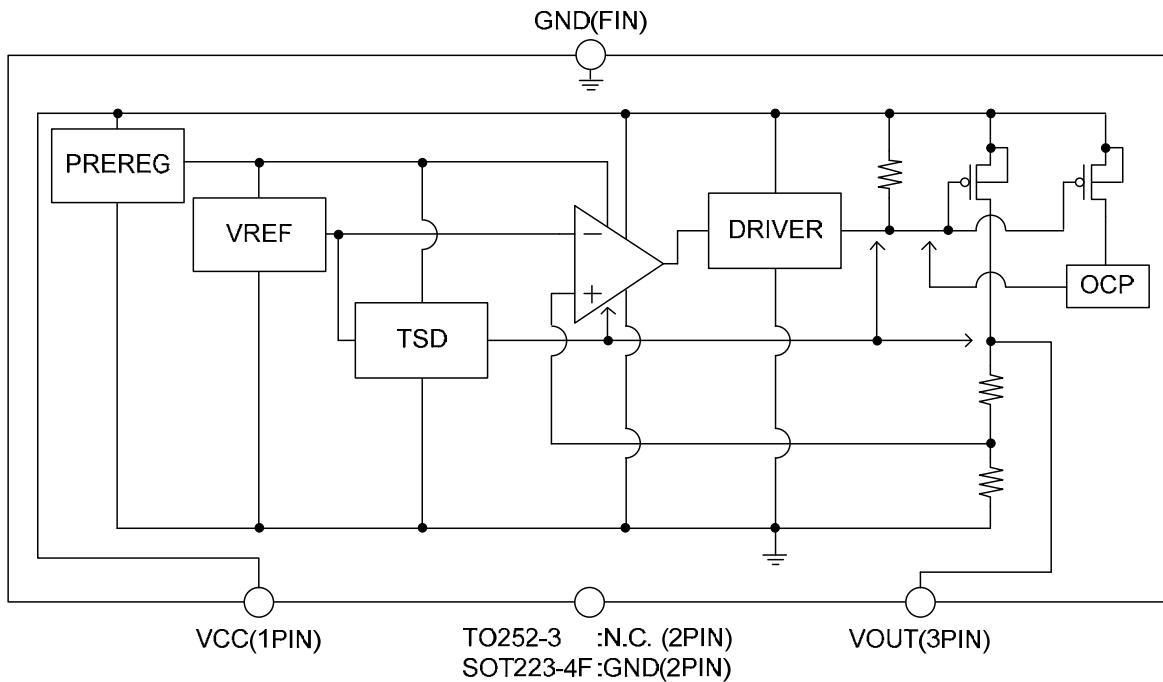 GND(FIN)
PREREG
VREF
DRIVER
OCP
TSD
−
+
VCC(1PIN)
TO252-3 :N.C. (2PIN)
SOT223-4F:GND(2PIN)
VOUT(3PIN)